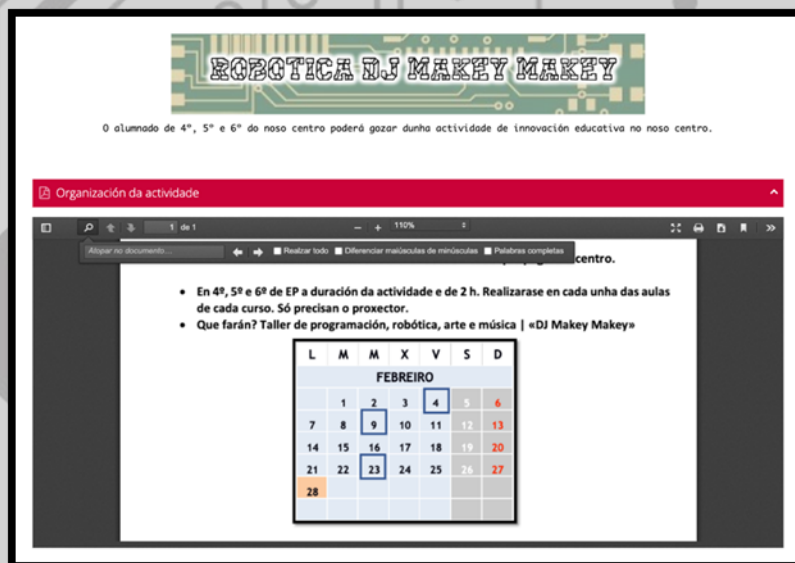 ROBOTICA DJ MAKEY MAKEY
O alumnado de 4º, 5º e 6º do noso centro poderá gozar dunha actividade de innovación educativa no noso centro.
Organización da actividade
1 de 1 − + 110%
Atopar no documento... Realzar todo Diferenciar maiúsculas de minúsculas Palabras completas
centro.
• En 4º, 5º e 6º de EP a duración da actividade e de 2 h. Realizarase en cada unha das aulas
de cada curso. Só precisan o proxector.
• Que farán? Taller de programación, robótica, arte e música | «DJ Makey Makey»
L M M X V S D
FEBREIRO
1 2 3 4 5 6
7 8 9 10 11 12 13
14 15 16 17 18 19 20
21 22 23 24 25 26 27
28